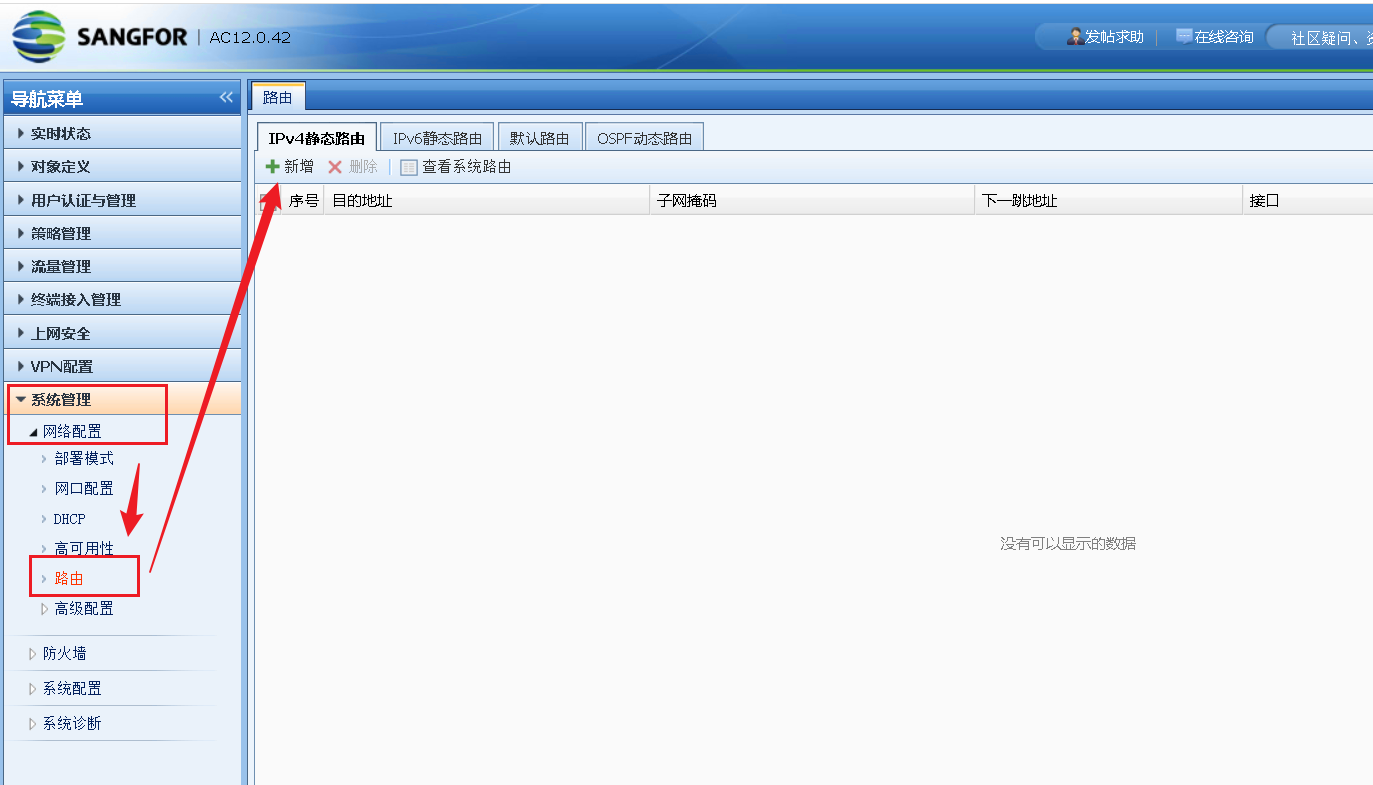 SANGFOR | AC12.0.42
发帖求助 | 在线咨询 社区疑问、
导航菜单
路由
实时状态
对象定义
用户认证与管理
策略管理
流量管理
终端接入管理
上网安全
VPN配置
系统管理
网络配置
部署模式
网口配置
DHCP
高可用性
路由
高级配置
防火墙
系统配置
系统诊断
IPv4静态路由 IPv6静态路由 默认路由 OSPF动态路由
新增 删除 查看系统路由
序号 目的地址 子网掩码 下一跳地址 接口
没有可以显示的数据